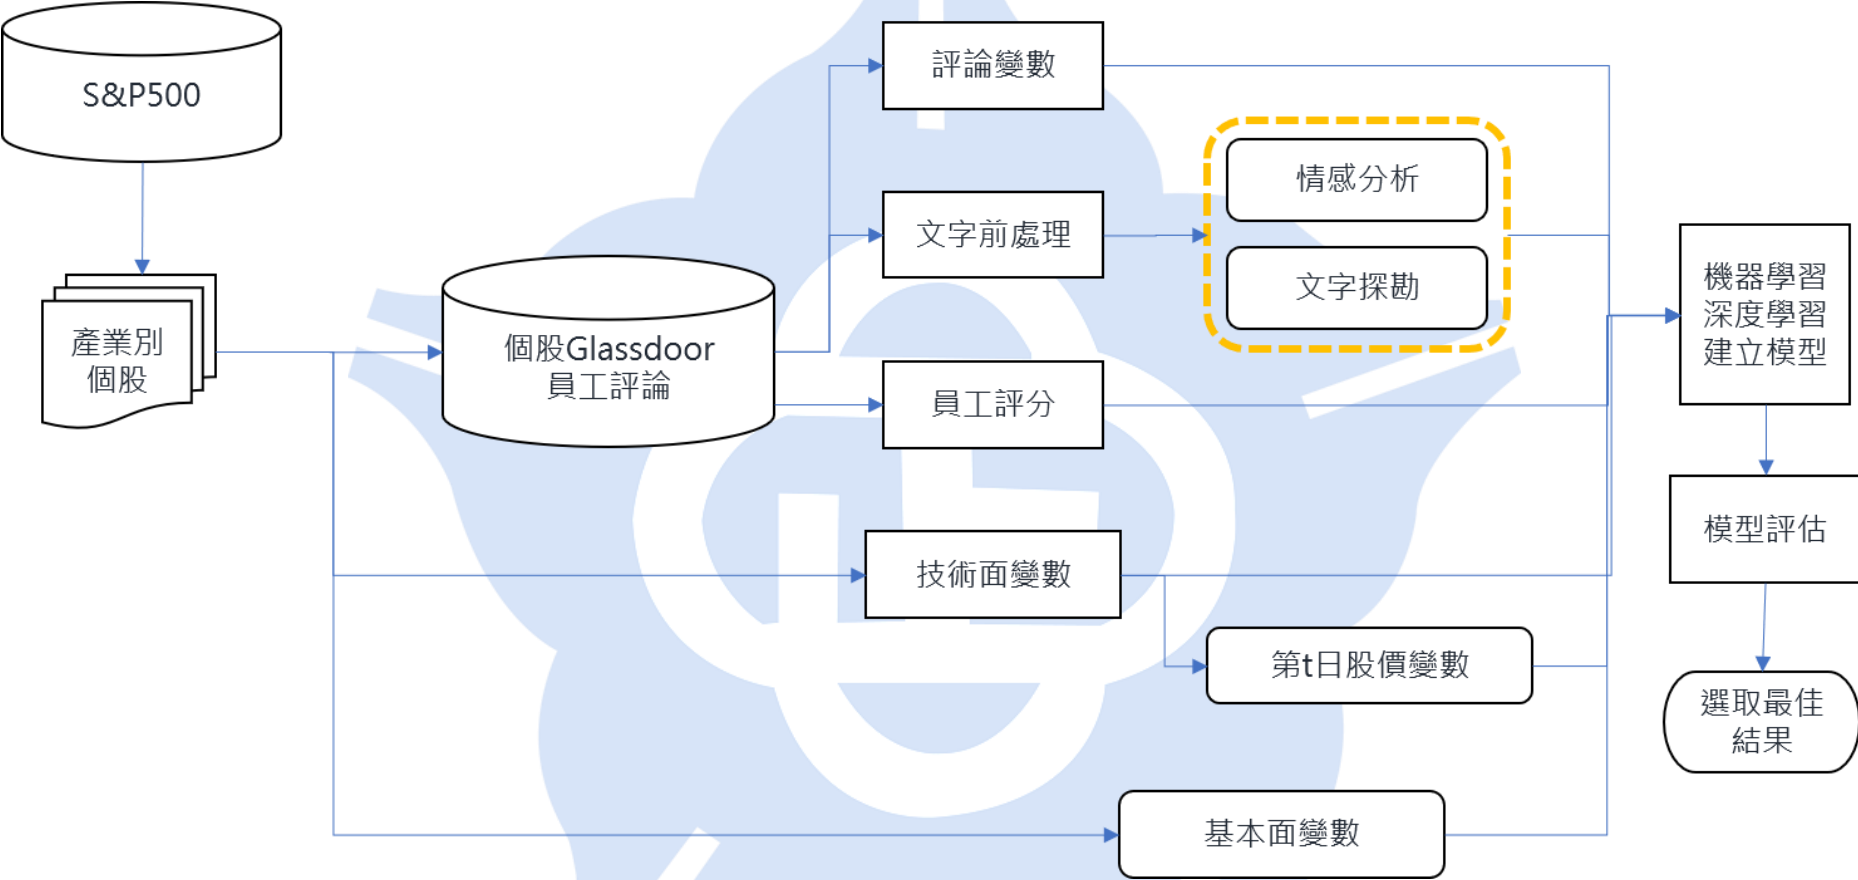 S&P500
產業別
個股
個股Glassdoor
員工評論
評論變數
文字前處理
情感分析
文字探勘
員工評分
技術面變數
第t日股價變數
基本面變數
機器學習
深度學習
建立模型
模型評估
選取最佳
結果